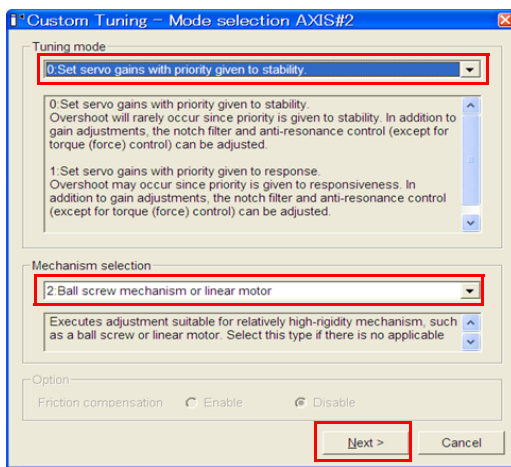 Custom Tuning - Mode selection AXIS#2
Tuning mode
0:Set servo gains with priority given to stability.
0:Set servo gains with priority given to stability.
Overshoot will rarely occur since priority is given to stability. In addition to
gain adjustments, the notch filter and anti-resonance control (except for
torque (force) control) can be adjusted.
1:Set servo gains with priority given to response.
Overshoot may occur since priority is given to responsiveness. In
addition to gain adjustments, the notch filter and anti-resonance control
(except for torque (force) control) can be adjusted.
Mechanism selection
2:Ball screw mechanism or linear motor
Executes adjustment suitable for relatively high-rigidity mechanism, such
as a ball screw or linear motor. Select this type if there is no applicable
Option
Friction compensation Enable Disable
Next > Cancel